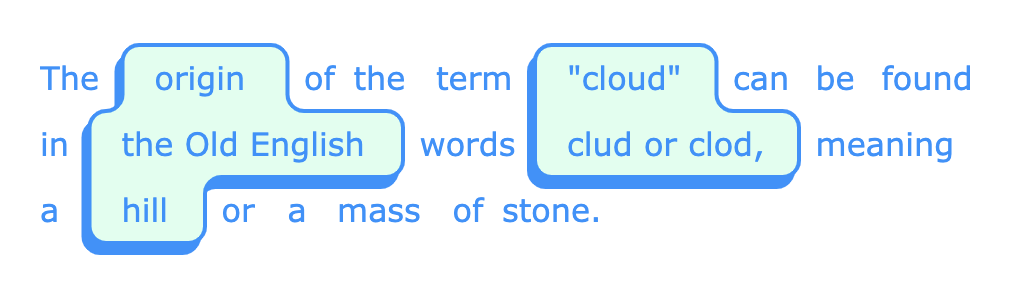 The origin of the term "cloud" can be found
in the Old English words clud or clod, meaning
a hill or a mass of stone.